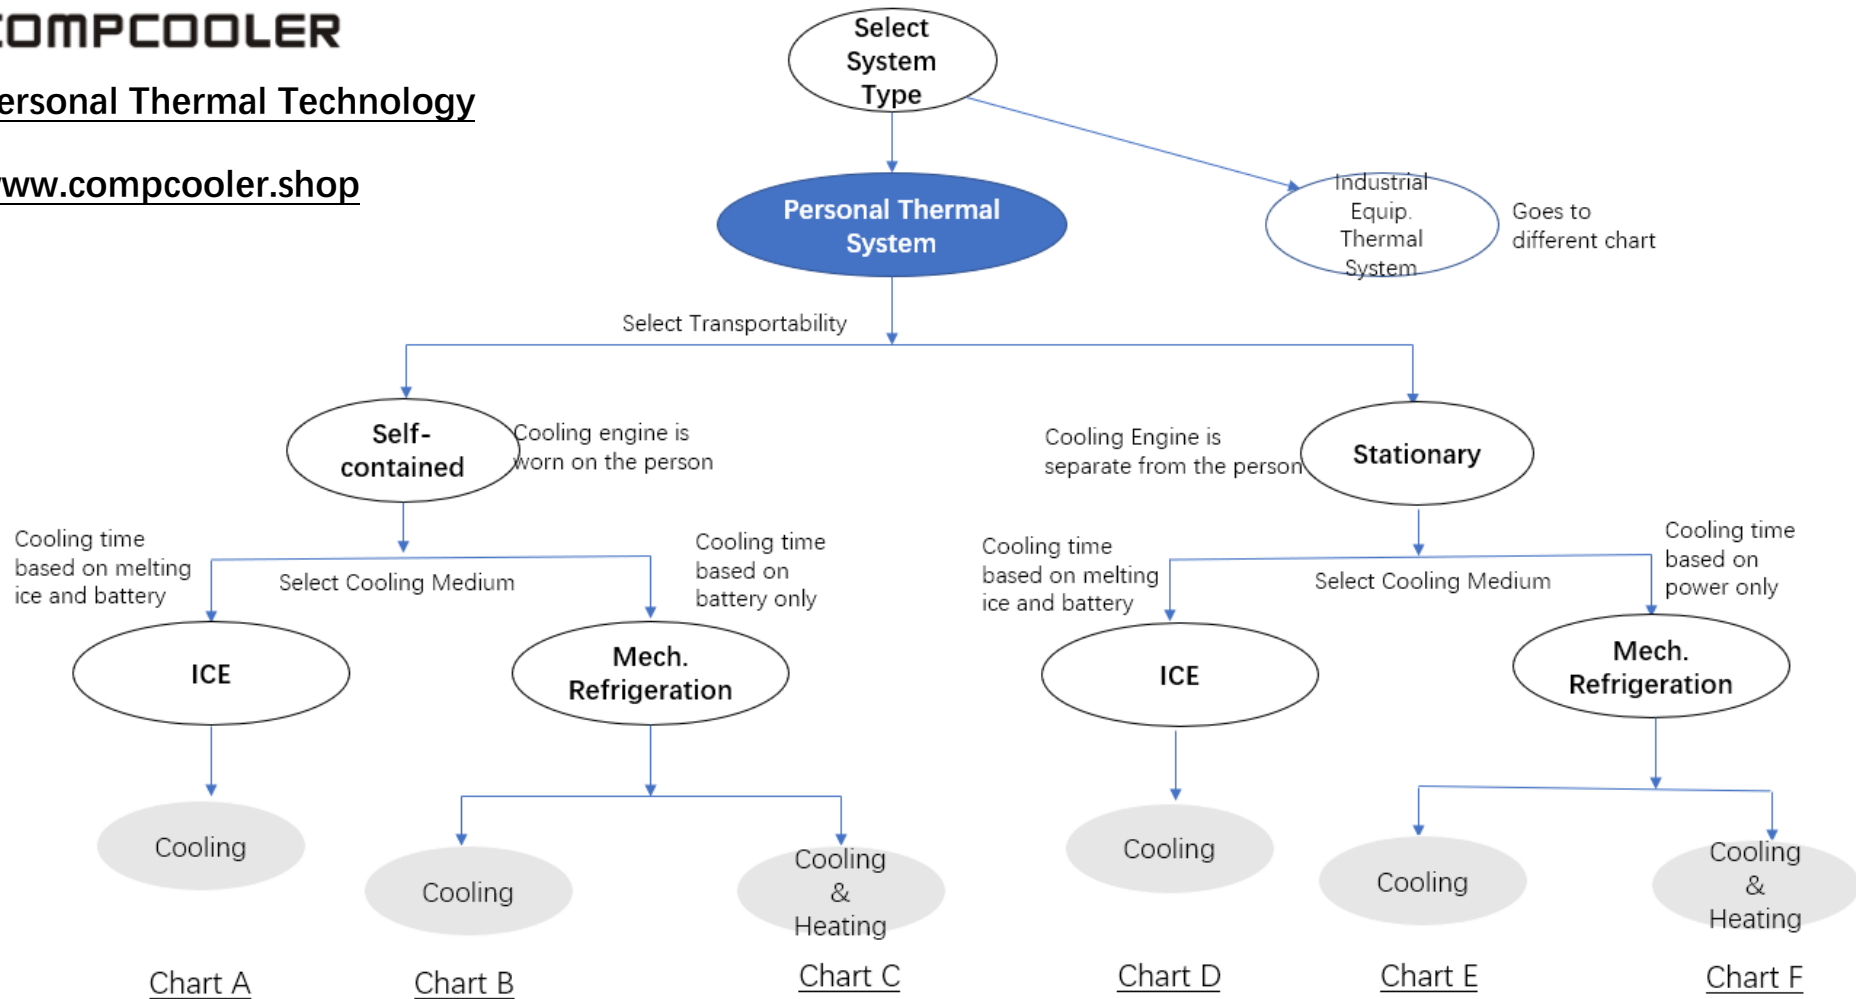 COMPCOOLER
ersonal Thermal Technology
www.compcooler.shop
Select
System
Type
Personal Thermal
System
Industrial
Equip.
Thermal
System
Goes to
different chart
Select Transportability
Self-
contained
Cooling engine is
worn on the person
Cooling Engine is
separate from the person
Stationary
Cooling time
based on melting
ice and battery
Select Cooling Medium
Cooling time
based on
battery only
Cooling time
based on melting
ice and battery
Select Cooling Medium
Cooling time
based on
power only
ICE
Mech.
Refrigeration
ICE
Mech.
Refrigeration
Cooling
Cooling
Cooling
&
Heating
Cooling
Cooling
Cooling
&
Heating
Chart A
Chart B
Chart C
Chart D
Chart E
Chart F